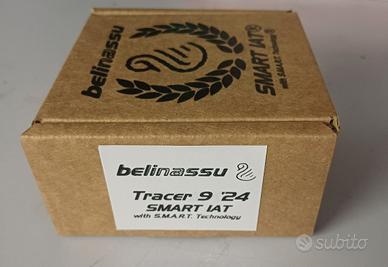 belinassu
SMART IAT®
with S.M.A.R.T. Technology
belinassu
Tracer 9 '24
SMART IAT
with S.M.A.R.T. Technology
subito